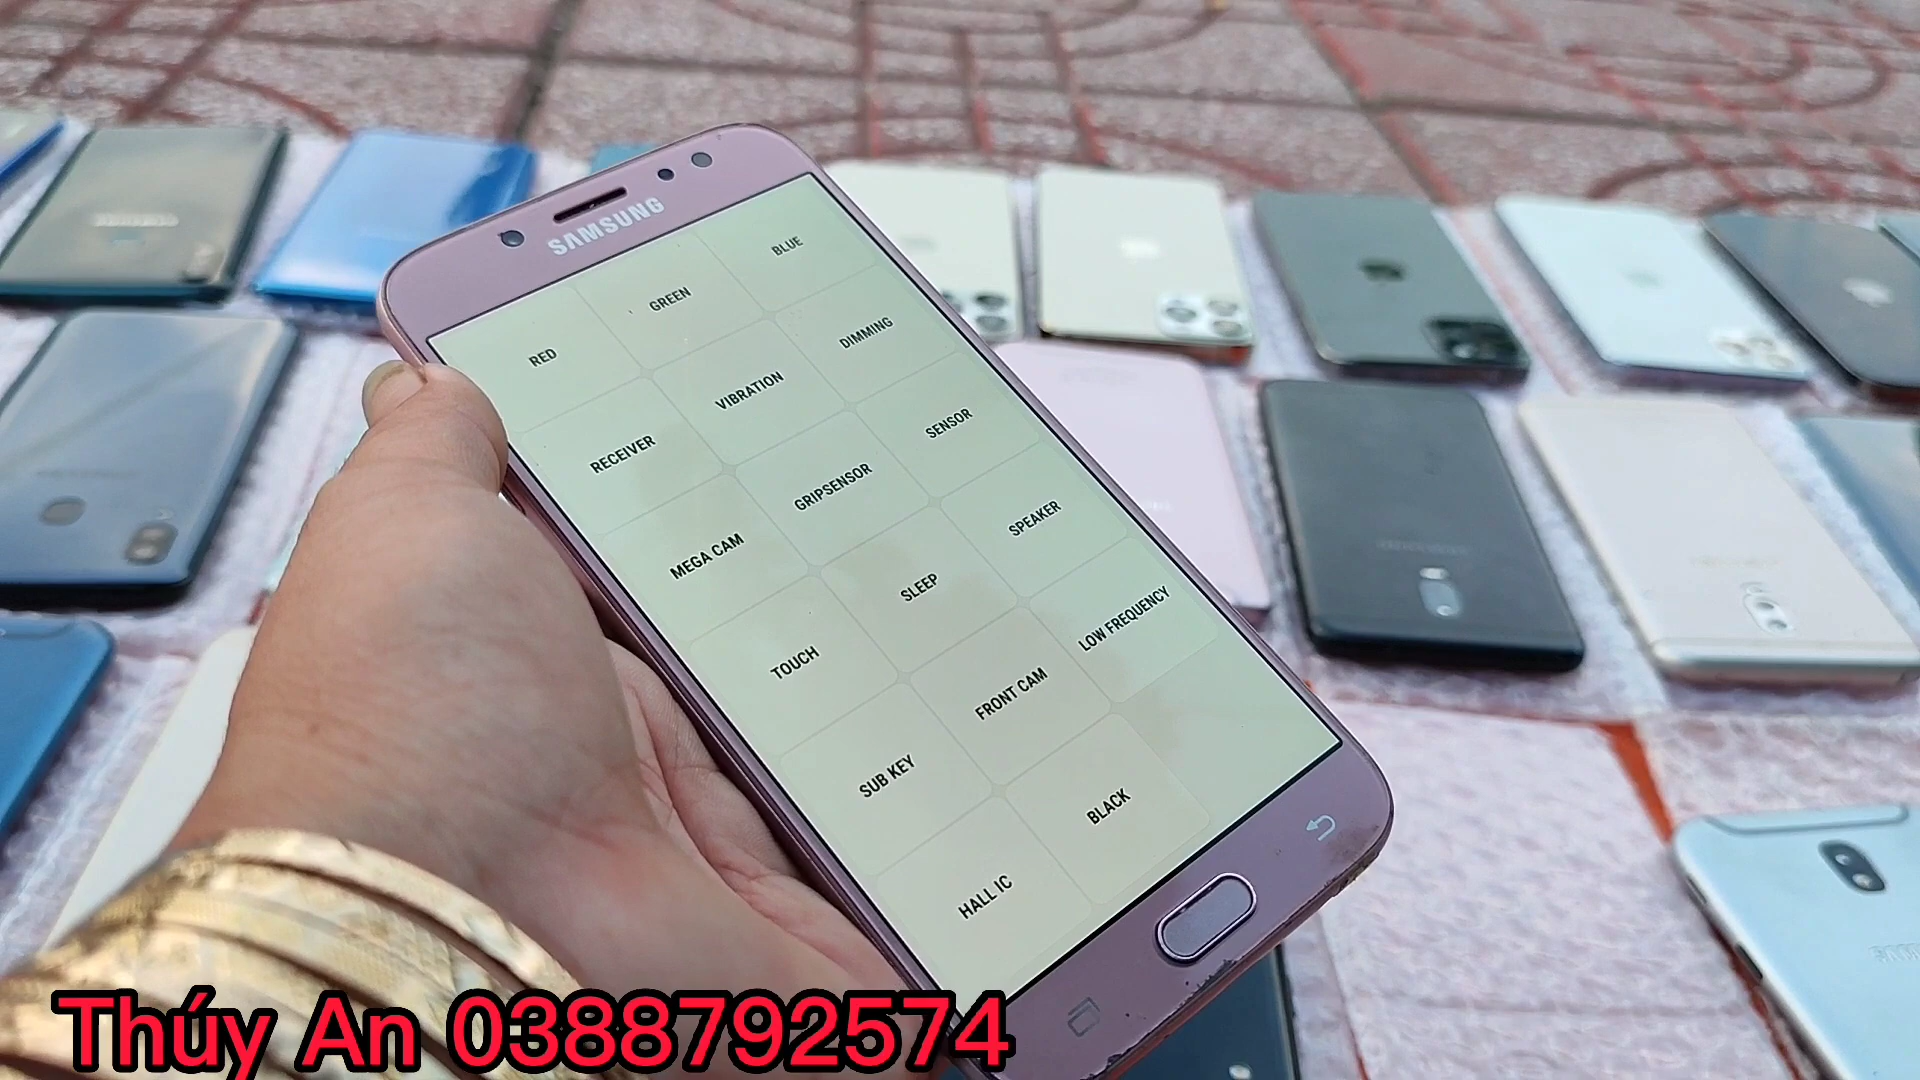 SAMSUNG
RED
GREEN
BLUE
RECEIVER
VIBRATION
DIMMING
MEGA CAM
GRIPSENSOR
SENSOR
TOUCH
SLEEP
SPEAKER
SUB KEY
FRONT CAM
LOW FREQUENCY
HALL IC
BLACK
Thúy An 0388792574